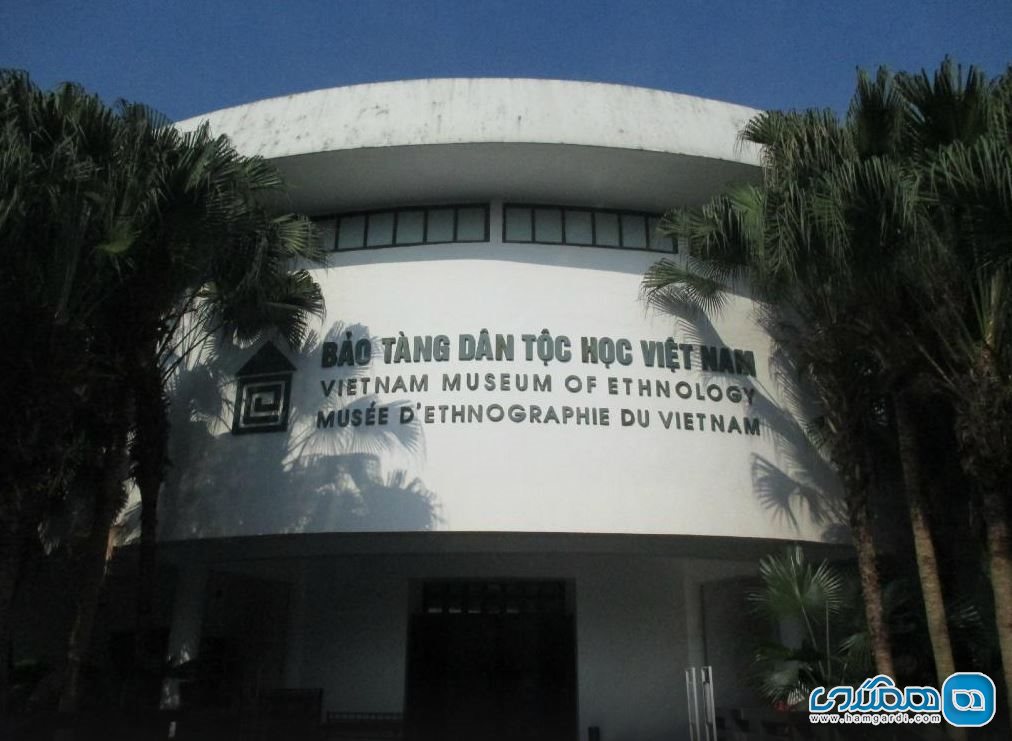 BẢO TÀNG DÂN TỘC HỌC VIỆT NAM
VIETNAM MUSEUM OF ETHNOLOGY
MUSÉE D'ETHNOGRAPHIE DU VIETNAM
همگردی
www.hamgardi.com